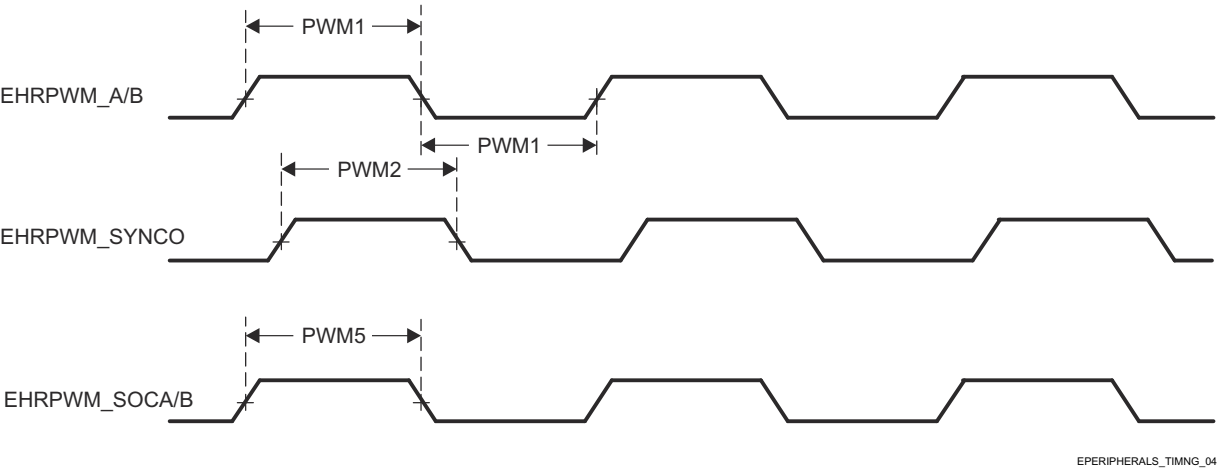 PWM1
EHRPWM_A/B
PWM1
PWM2
EHRPWM_SYNCO
PWM5
EHRPWM_SOCA/B
EPERIPHERALS_TIMNG_04